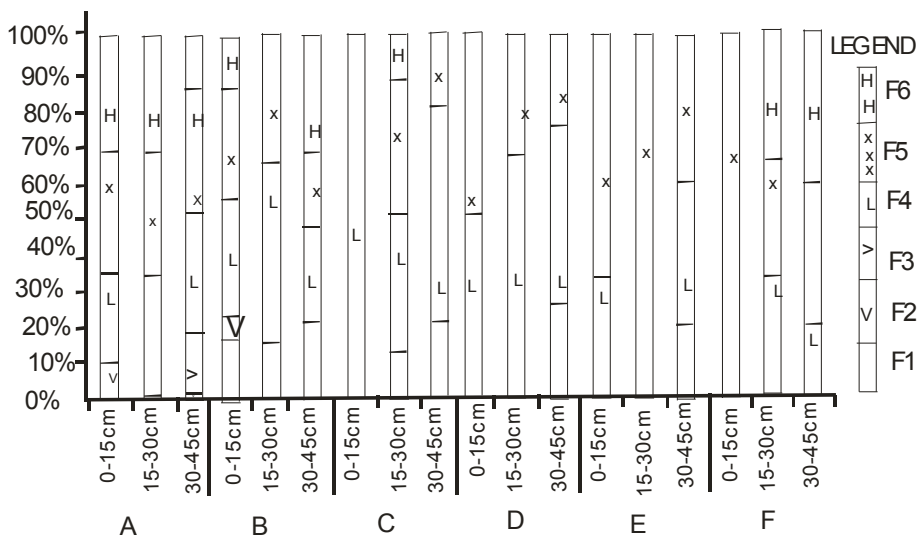 100%
90%
80%
70%
60%
50%
40%
30%
20%
10%
0%
H
x
L
V
H
x
H
x
L
>
H
x
L
V
x
L
H
x
L
L
H
x
L
x
L
x
L
x
L
x
L
x
L
x
x
L
x
H
x
L
H
L
0-15cm
15-30cm
30-45cm
0-15cm
15-30cm
30-45cm
0-15cm
15-30cm
30-45cm
0-15cm
15-30cm
30-45cm
0-15cm
15-30cm
30-45cm
0-15cm
15-30cm
30-45cm
A
B
C
D
E
F
LEGEND
H
H
F6
x
x
x
F5
L
F4
>
F3
V
F2
F1